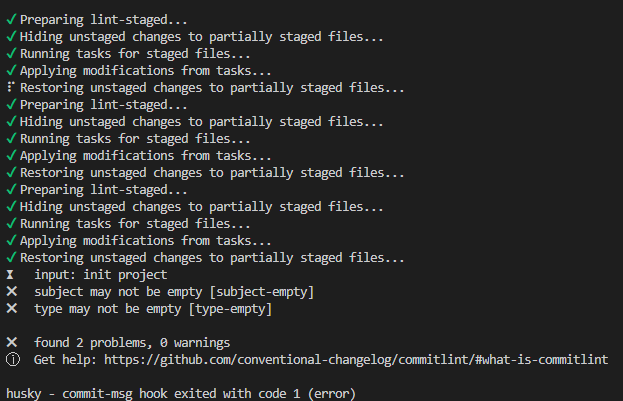 ✓ Preparing lint-staged...
✓ Hiding unstaged changes to partially staged files...
✓ Running tasks for staged files...
✓ Applying modifications from tasks...
⠏ Restoring unstaged changes to partially staged files...
✓ Preparing lint-staged...
✓ Hiding unstaged changes to partially staged files...
✓ Running tasks for staged files...
✓ Applying modifications from tasks...
✓ Restoring unstaged changes to partially staged files...
✓ Preparing lint-staged...
✓ Hiding unstaged changes to partially staged files...
✓ Running tasks for staged files...
✓ Applying modifications from tasks...
✓ Restoring unstaged changes to partially staged files...
⧗ input: init project
✖ subject may not be empty [subject-empty]
✖ type may not be empty [type-empty]
✖ found 2 problems, 0 warnings
ⓘ Get help: https://github.com/conventional-changelog/commitlint/#what-is-commitlint
husky - commit-msg hook exited with code 1 (error)